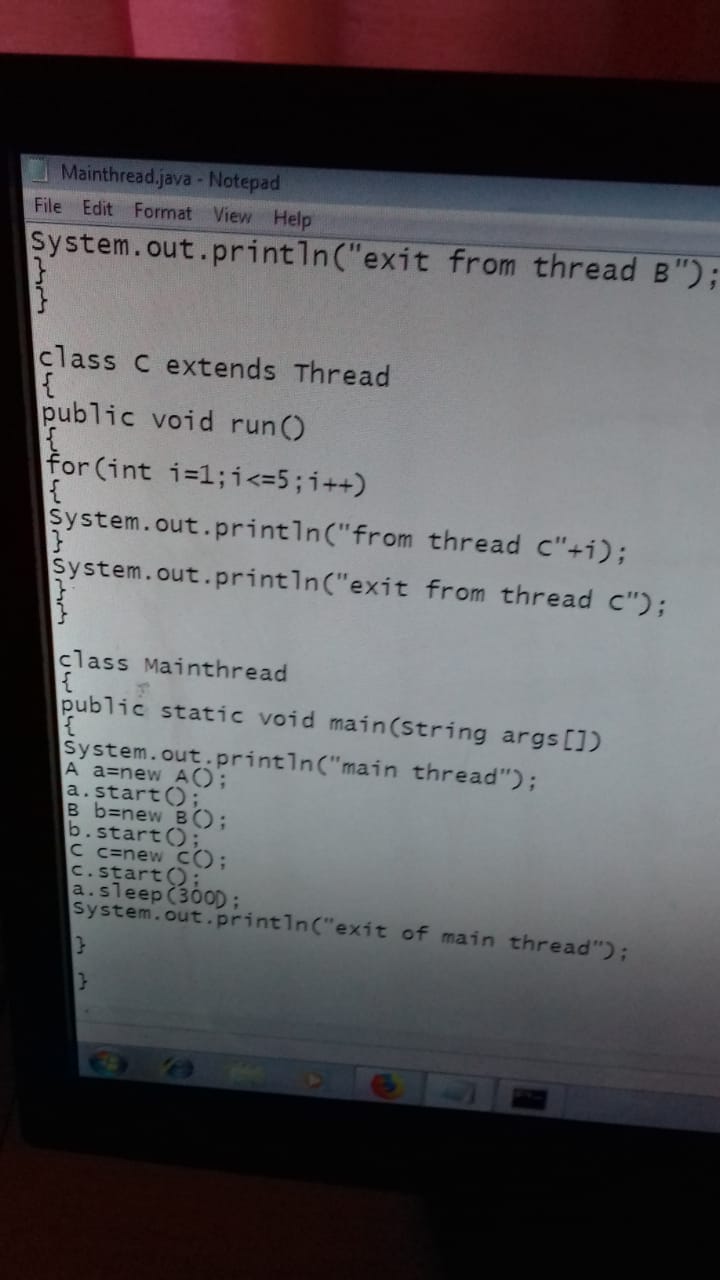 Mainthread.java - Notepad
File Edit Format View Help
System.out.println("exit from thread B");
}
}
class C extends Thread
{
public void run()
{
for(int i=1;i<=5;i++)
{
System.out.println("from thread C"+i);
}
System.out.println("exit from thread C");
}
}
class Mainthread
{
public static void main(String args[])
{
System.out.println("main thread");
A a=new A();
a.start();
B b=new B();
b.start();
C c=new C();
c.start();
a.sleep(300);
System.out.println("exit of main thread");
}
}